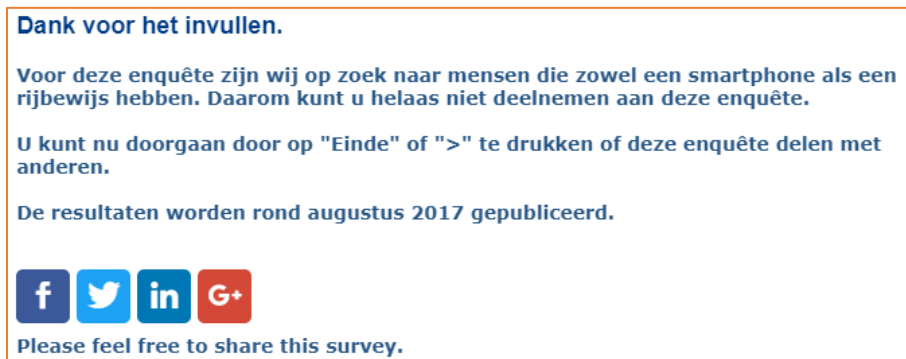 Dank voor het invullen.
Voor deze enquête zijn wij op zoek naar mensen die zowel een smartphone als een
rijbewijs hebben. Daarom kunt u helaas niet deelnemen aan deze enquête.
U kunt nu doorgaan door op "Einde" of ">" te drukken of deze enquête delen met
anderen.
De resultaten worden rond augustus 2017 gepubliceerd.
f in G+
Please feel free to share this survey.